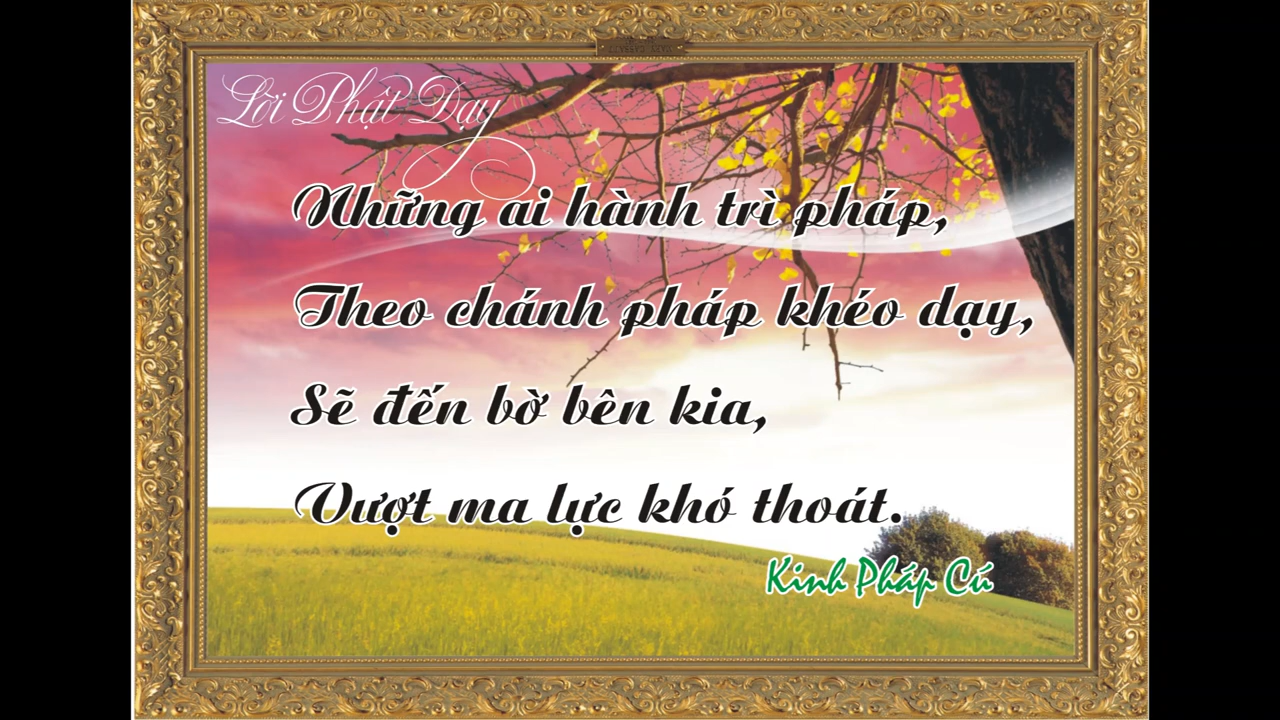 Lời Phật Dạy
Những ai hành trì pháp,
Theo chánh pháp khéo dạy,
Sẽ đến bờ bên kia,
Vượt ma lực khó thoát.
Kinh Pháp Cú